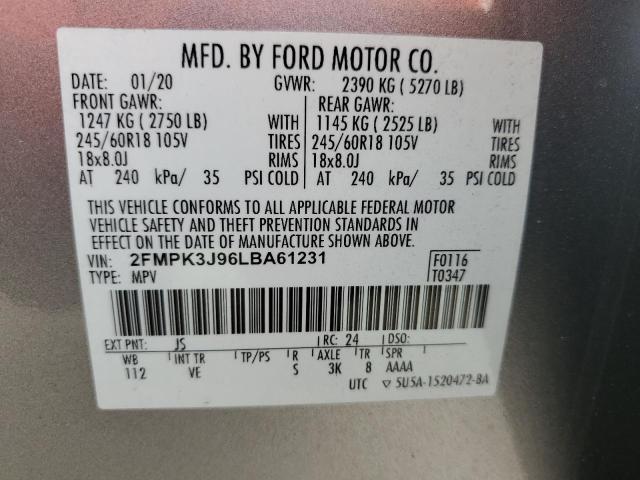 MFD. BY FORD MOTOR CO.
DATE: 01/20 GVWR: 2390 KG ( 5270 LB)
FRONT GAWR: REAR GAWR:
1247 KG ( 2750 LB) WITH 1145 KG ( 2525 LB) WITH
245/60R18 105V TIRES 245/60R18 105V TIRES
18x8.0J RIMS 18x8.0J RIMS
AT 240 kPa/ 35 PSI COLD AT 240 kPa/ 35 PSI COLD
THIS VEHICLE CONFORMS TO ALL APPLICABLE FEDERAL MOTOR
VEHICLE SAFETY AND THEFT PREVENTION STANDARDS IN
EFFECT ON THE DATE OF MANUFACTURE SHOWN ABOVE.
VIN: 2FMPK3J96LBA61231 F0116
TYPE: MPV T0347
EXT PNT: JS RC: 24 DSO:
WB INT TR TP/PS R AXLE TR SPR
112 VE S 3K 8 AAAA
UTC ▽ 5U5A-1520472-BA